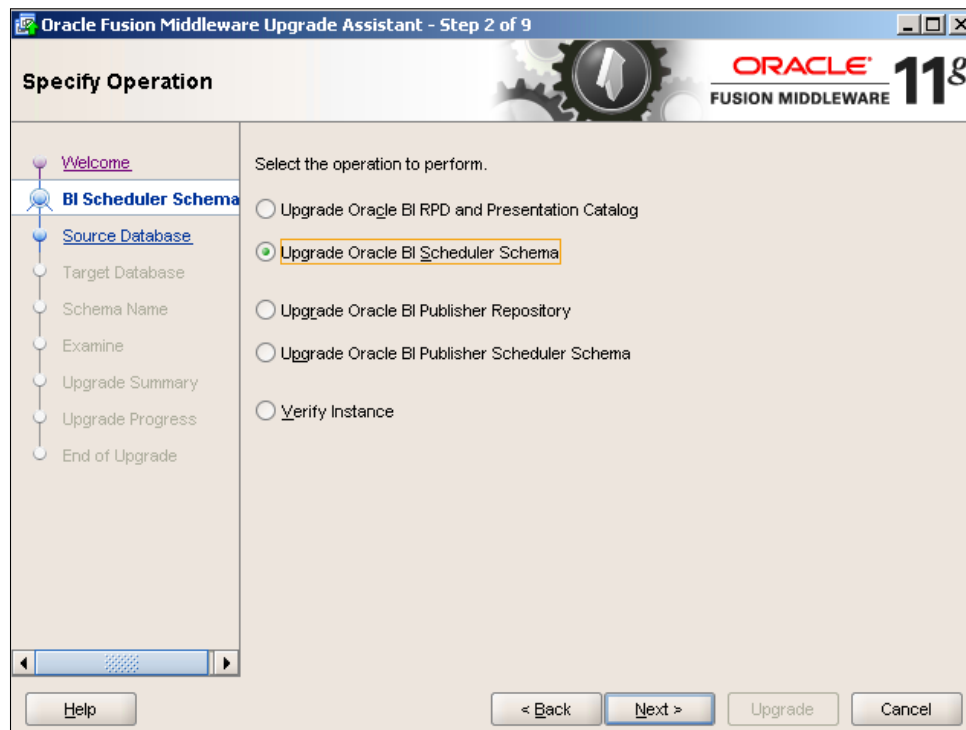 Oracle Fusion Middleware Upgrade Assistant - Step 2 of 9
Specify Operation
ORACLE
FUSION MIDDLEWARE
11g
Welcome
BI Scheduler Schema
Source Database
Target Database
Schema Name
Examine
Upgrade Summary
Upgrade Progress
End of Upgrade
Select the operation to perform.
Upgrade Oracle BI RPD and Presentation Catalog
Upgrade Oracle BI Scheduler Schema
Upgrade Oracle BI Publisher Repository
Upgrade Oracle BI Publisher Scheduler Schema
Verify Instance
Help
< Back
Next >
Upgrade
Cancel